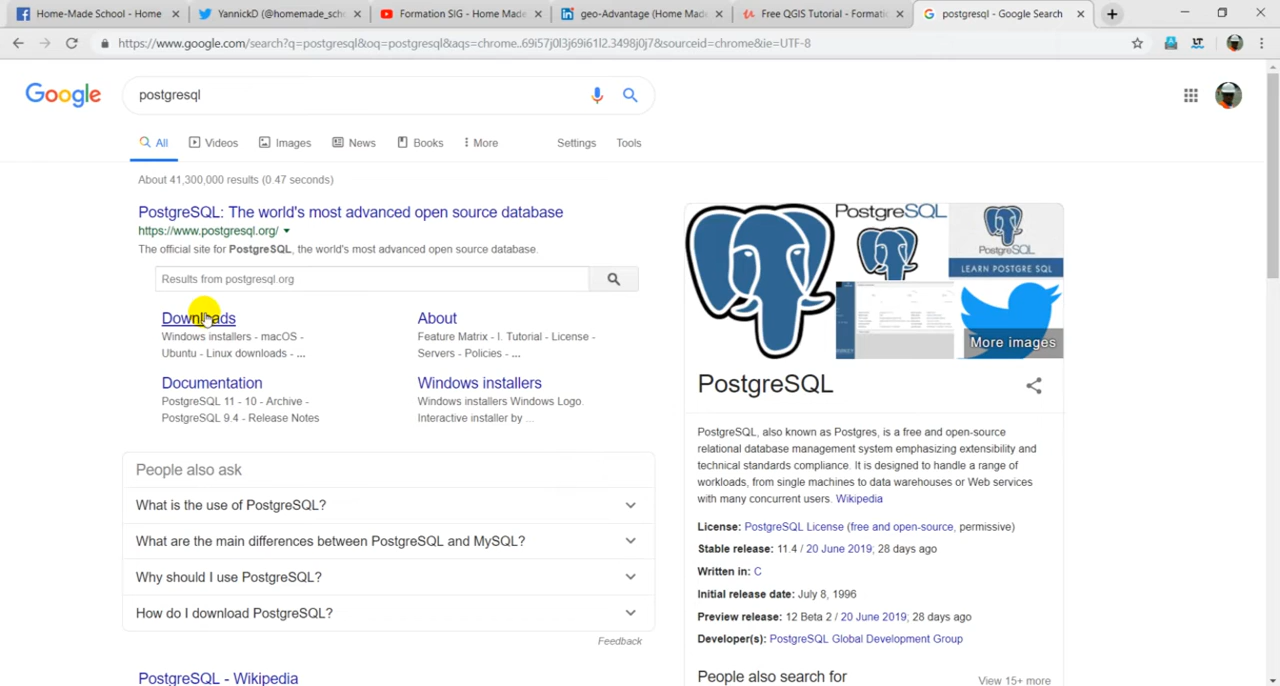 Home-Made School - Home
YannickD (@homemade_sch
Formation SIG - Home Made
geo-Advantage (Home Mad
Free QGIS Tutorial - Formatio
postgresql - Google Search
https://www.google.com/search?q=postgresql&oq=postgresql&aqs=chrome..69i57j0l3j69i61l2.3498j0j7&sourceid=chrome&ie=UTF-8
Google
postgresql
All
Videos
Images
News
Books
More
Settings
Tools
About 41,300,000 results (0.47 seconds)
PostgreSQL: The world's most advanced open source database
https://www.postgresql.org/
The official site for PostgreSQL, the world's most advanced open source database.
Results from postgresql.org
Downloads
Windows installers - macOS -
Ubuntu - Linux downloads - ...
About
Feature Matrix - I. Tutorial - License -
Servers - Policies - ...
Documentation
PostgreSQL 11 - 10 - Archive -
PostgreSQL 9.4 - Release Notes
Windows installers
Windows installers Windows Logo.
Interactive installer by ...
People also ask
What is the use of PostgreSQL?
What are the main differences between PostgreSQL and MySQL?
Why should I use PostgreSQL?
How do I download PostgreSQL?
Feedback
PostgreSQL - Wikipedia
PostgreSQL
PostgreSQL
LEARN POSTGRE SQL
More images
PostgreSQL
PostgreSQL, also known as Postgres, is a free and open-source
relational database management system emphasizing extensibility and
technical standards compliance. It is designed to handle a range of
workloads, from single machines to data warehouses or Web services
with many concurrent users. Wikipedia
License: PostgreSQL License (free and open-source, permissive)
Stable release: 11.4 / 20 June 2019; 28 days ago
Written in: C
Initial release date: July 8, 1996
Preview release: 12 Beta 2 / 20 June 2019; 28 days ago
Developer(s): PostgreSQL Global Development Group
People also search for
View 15+ more